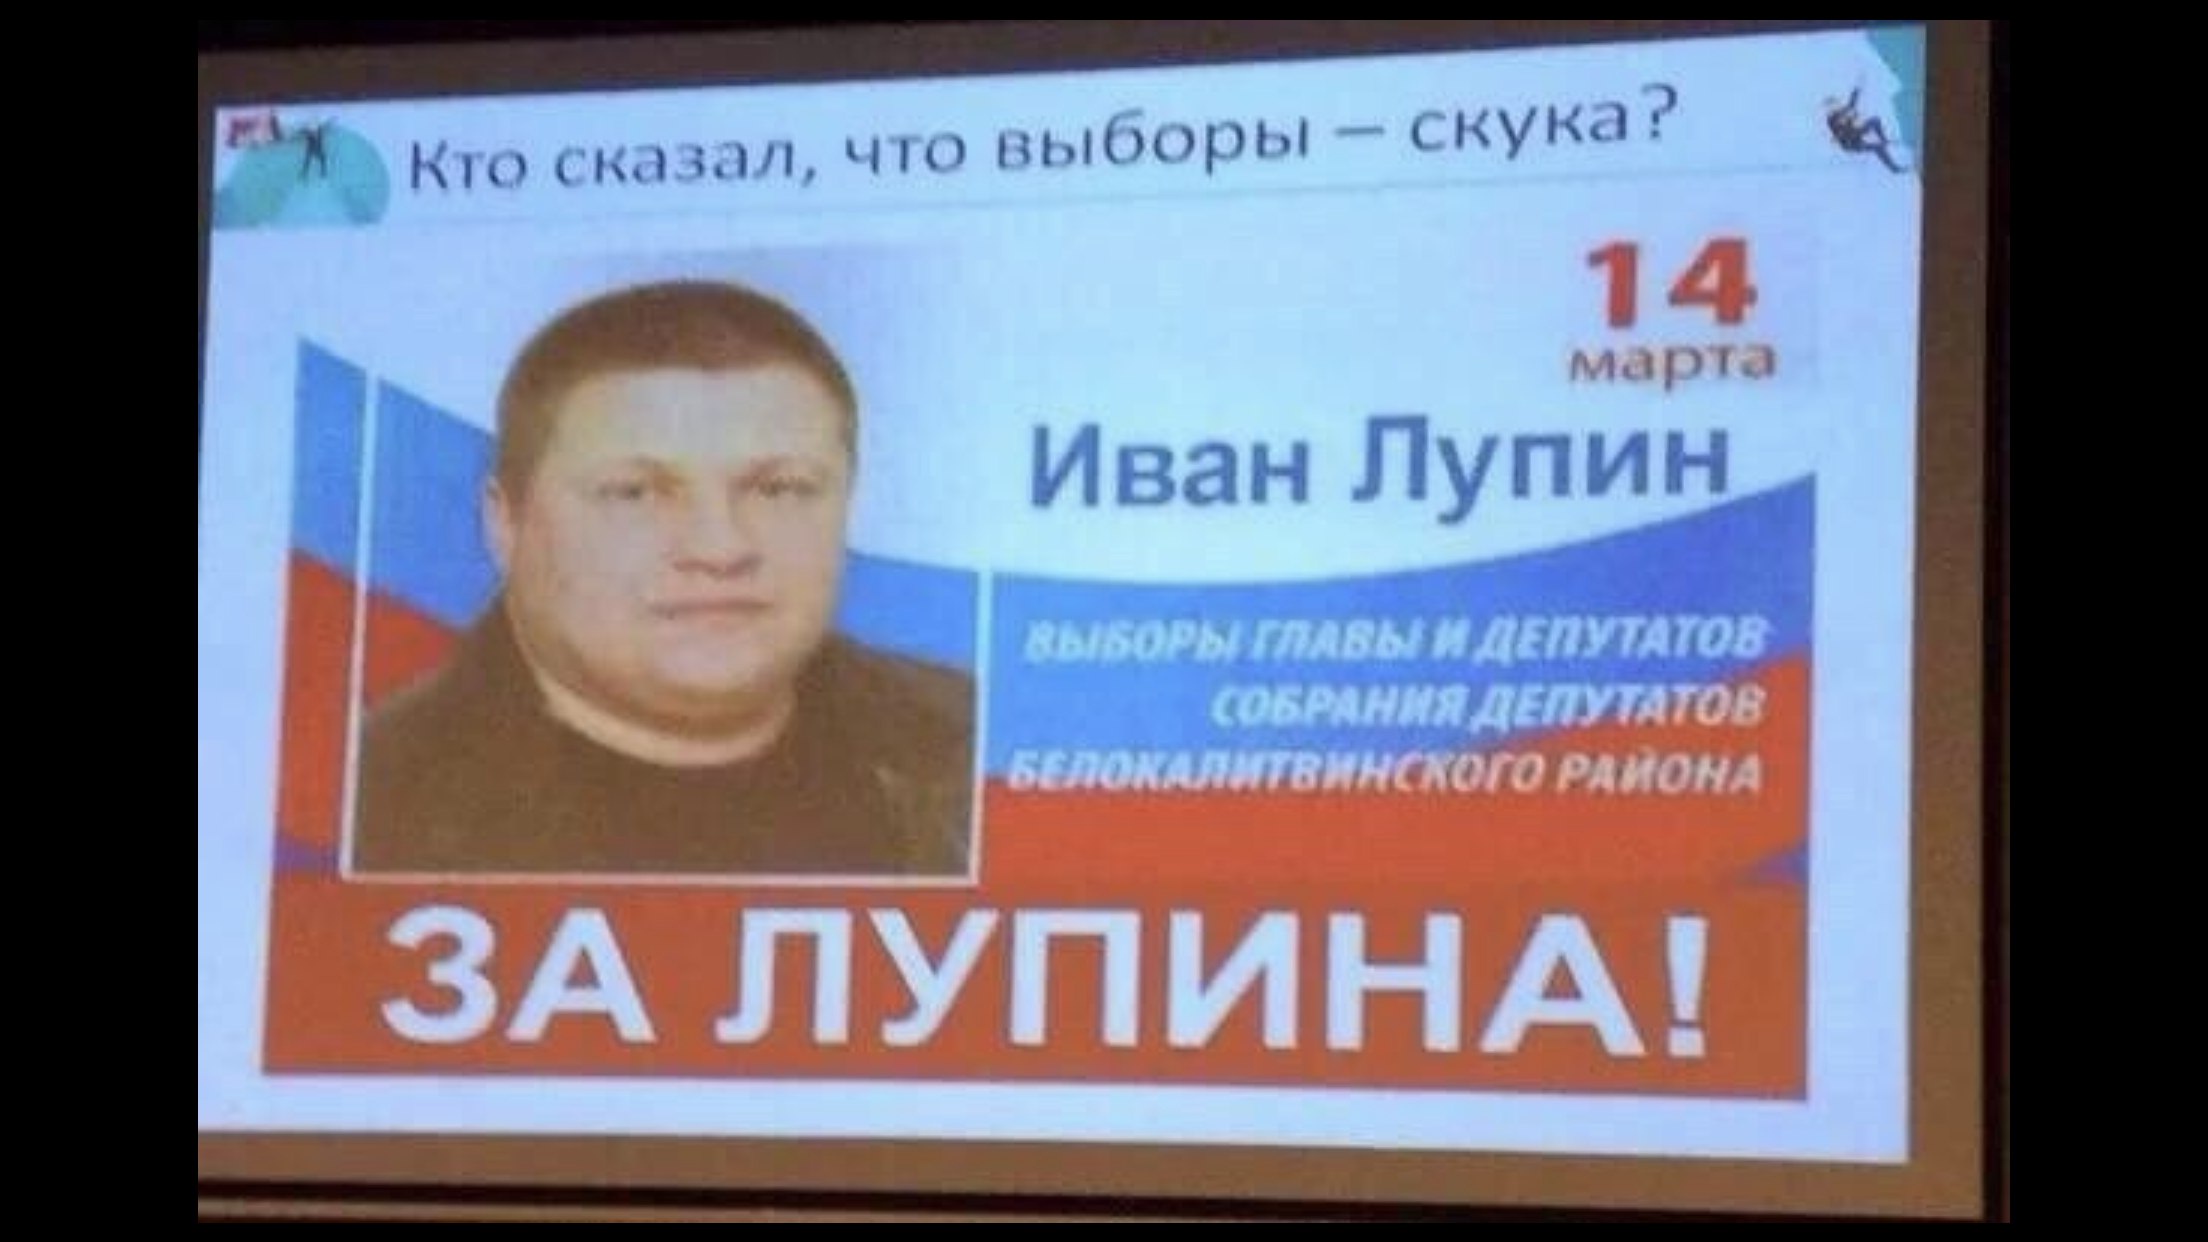 Кто сказал, что выборы – скука?
14
марта
Иван Лупин
ВЫБОРЫ ГЛАВЫ И ДЕПУТАТОВ
СОБРАНИЯ ДЕПУТАТОВ
БЕЛОКАЛИТВИНСКОГО РАЙОНА
ЗА ЛУПИНА!